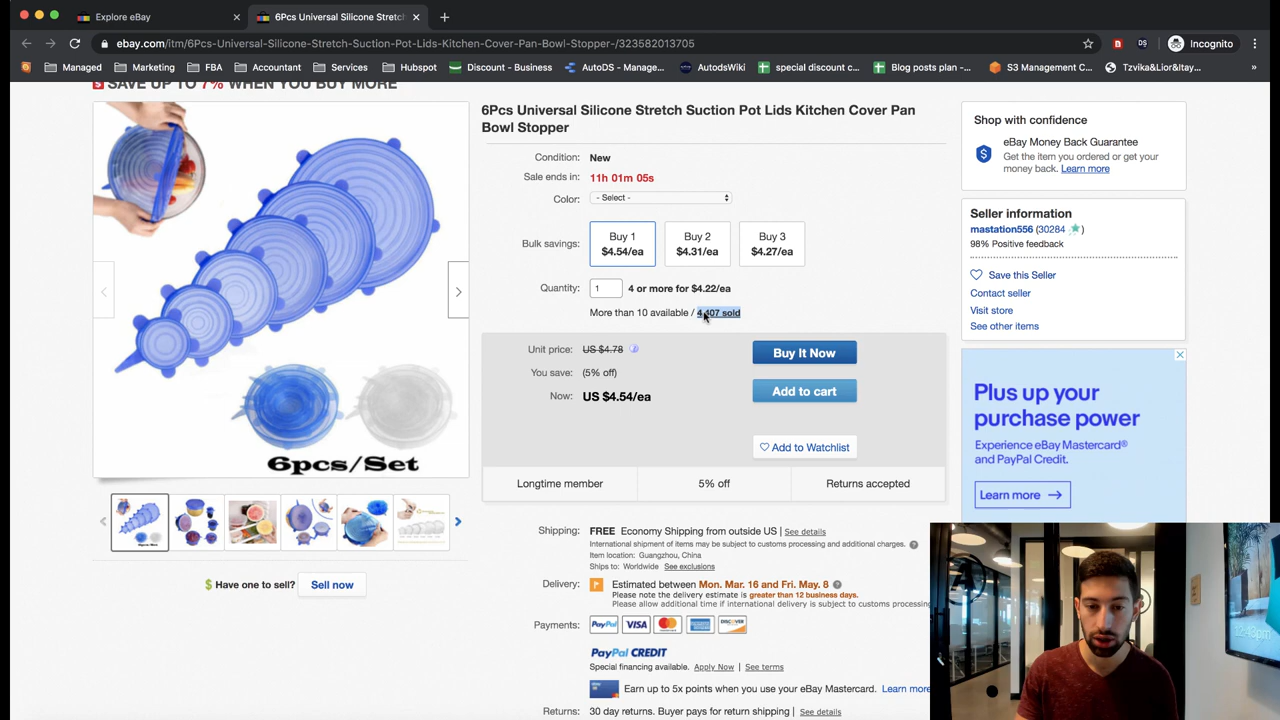 Explore eBay
6Pcs Universal Silicone Stretch
Incognito
ebay.com/itm/6Pcs-Universal-Silicone-Stretch-Suction-Pot-Lids-Kitchen-Cover-Pan-Bowl-Stopper-/323582013705
Managed Marketing FBA Accountant Services Hubspot Discount - Business AutoDS - Manage... AutodsWiki special discount c... Blog posts plan -... S3 Management C... Tzvika&Lior&Itay...
SAVE UP TO 7% WHEN YOU BUY MORE
6Pcs Universal Silicone Stretch Suction Pot Lids Kitchen Cover Pan
Bowl Stopper
Condition: New
Sale ends in: 11h 01m 05s
Color: - Select -
Bulk savings:
Buy 1
$4.54/ea
Buy 2
$4.31/ea
Buy 3
$4.27/ea
Quantity: 1 4 or more for $4.22/ea
More than 10 available / 4,407 sold
Unit price: US $4.78
You save: (5% off)
Now: US $4.54/ea
Buy It Now
Add to cart
Add to Watchlist
Longtime member
5% off
Returns accepted
Shipping: FREE Economy Shipping from outside US | See details
International shipment of items may be subject to customs processing and additional charges.
Item location: Guangzhou, China
Ships to: Worldwide See exclusions
Delivery: Estimated between Mon. Mar. 16 and Fri. May. 8
Please note the delivery estimate is greater than 12 business days.
Please allow additional time if international delivery is subject to customs processing
Payments: PayPal VISA MasterCard AMERICAN EXPRESS DISCOVER
PayPal CREDIT
Special financing available. Apply Now | See terms
Earn up to 5x points when you use your eBay Mastercard. Learn more
Returns: 30 day returns. Buyer pays for return shipping | See details
6pcs/Set
Have one to sell? Sell now
Shop with confidence
eBay Money Back Guarantee
Get the item you ordered or get your
money back. Learn more
Seller information
mastation556 (30284)
98% Positive feedback
Save this Seller
Contact seller
Visit store
See other items
Plus up your
purchase power
Experience eBay Mastercard®
and PayPal Credit.
Learn more